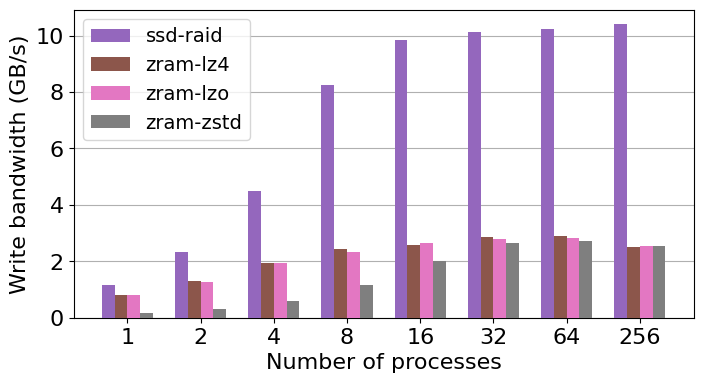 Write bandwidth (GB/s)
10
8
6
4
2
0
ssd-raid
zram-lz4
zram-lzo
zram-zstd
1 2 4 8 16 32 64 256
Number of processes